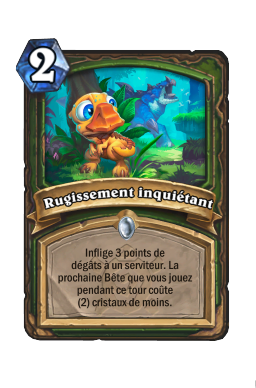 2
Rugissement inquiétant
Inflige 3 points de
dégâts à un serviteur. La
prochaine Bête que vous jouez
pendant ce tour coûte
(2) cristaux de moins.